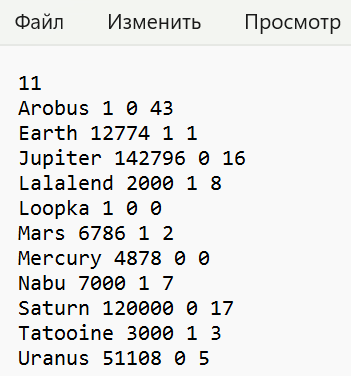 Файл Изменить Просмотр
11
Arobus 1 0 43
Earth 12774 1 1
Jupiter 142796 0 16
Lalalend 2000 1 8
Loopka 1 0 0
Mars 6786 1 2
Mercury 4878 0 0
Nabu 7000 1 7
Saturn 120000 0 17
Tatooine 3000 1 3
Uranus 51108 0 5